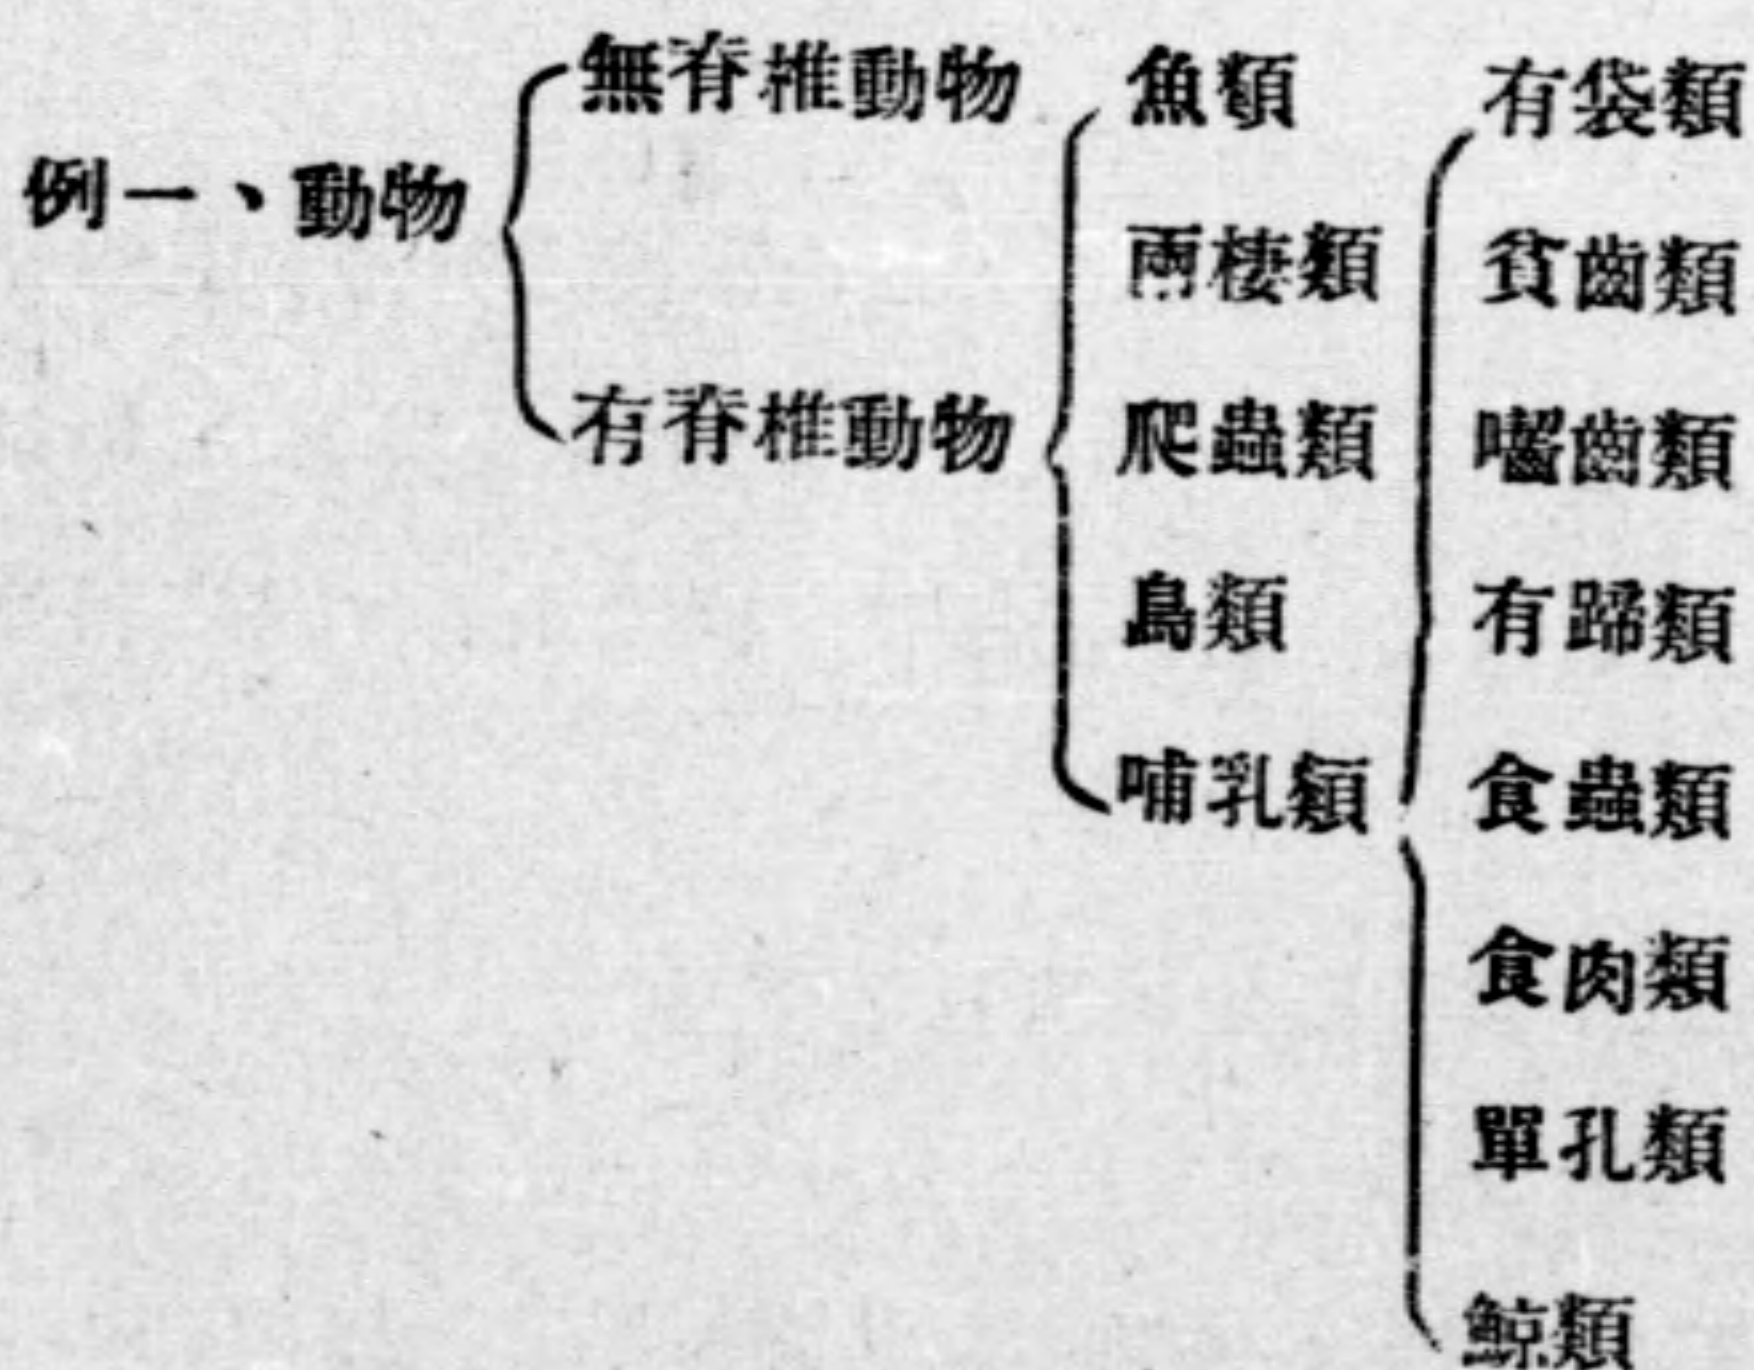 例一、動物
無脊椎動物
有脊椎動物
魚類
兩棲類
爬蟲類
鳥類
哺乳類
有袋類
貧齒類
囓齒類
有蹄類
食蟲類
食肉類
單孔類
鯨類